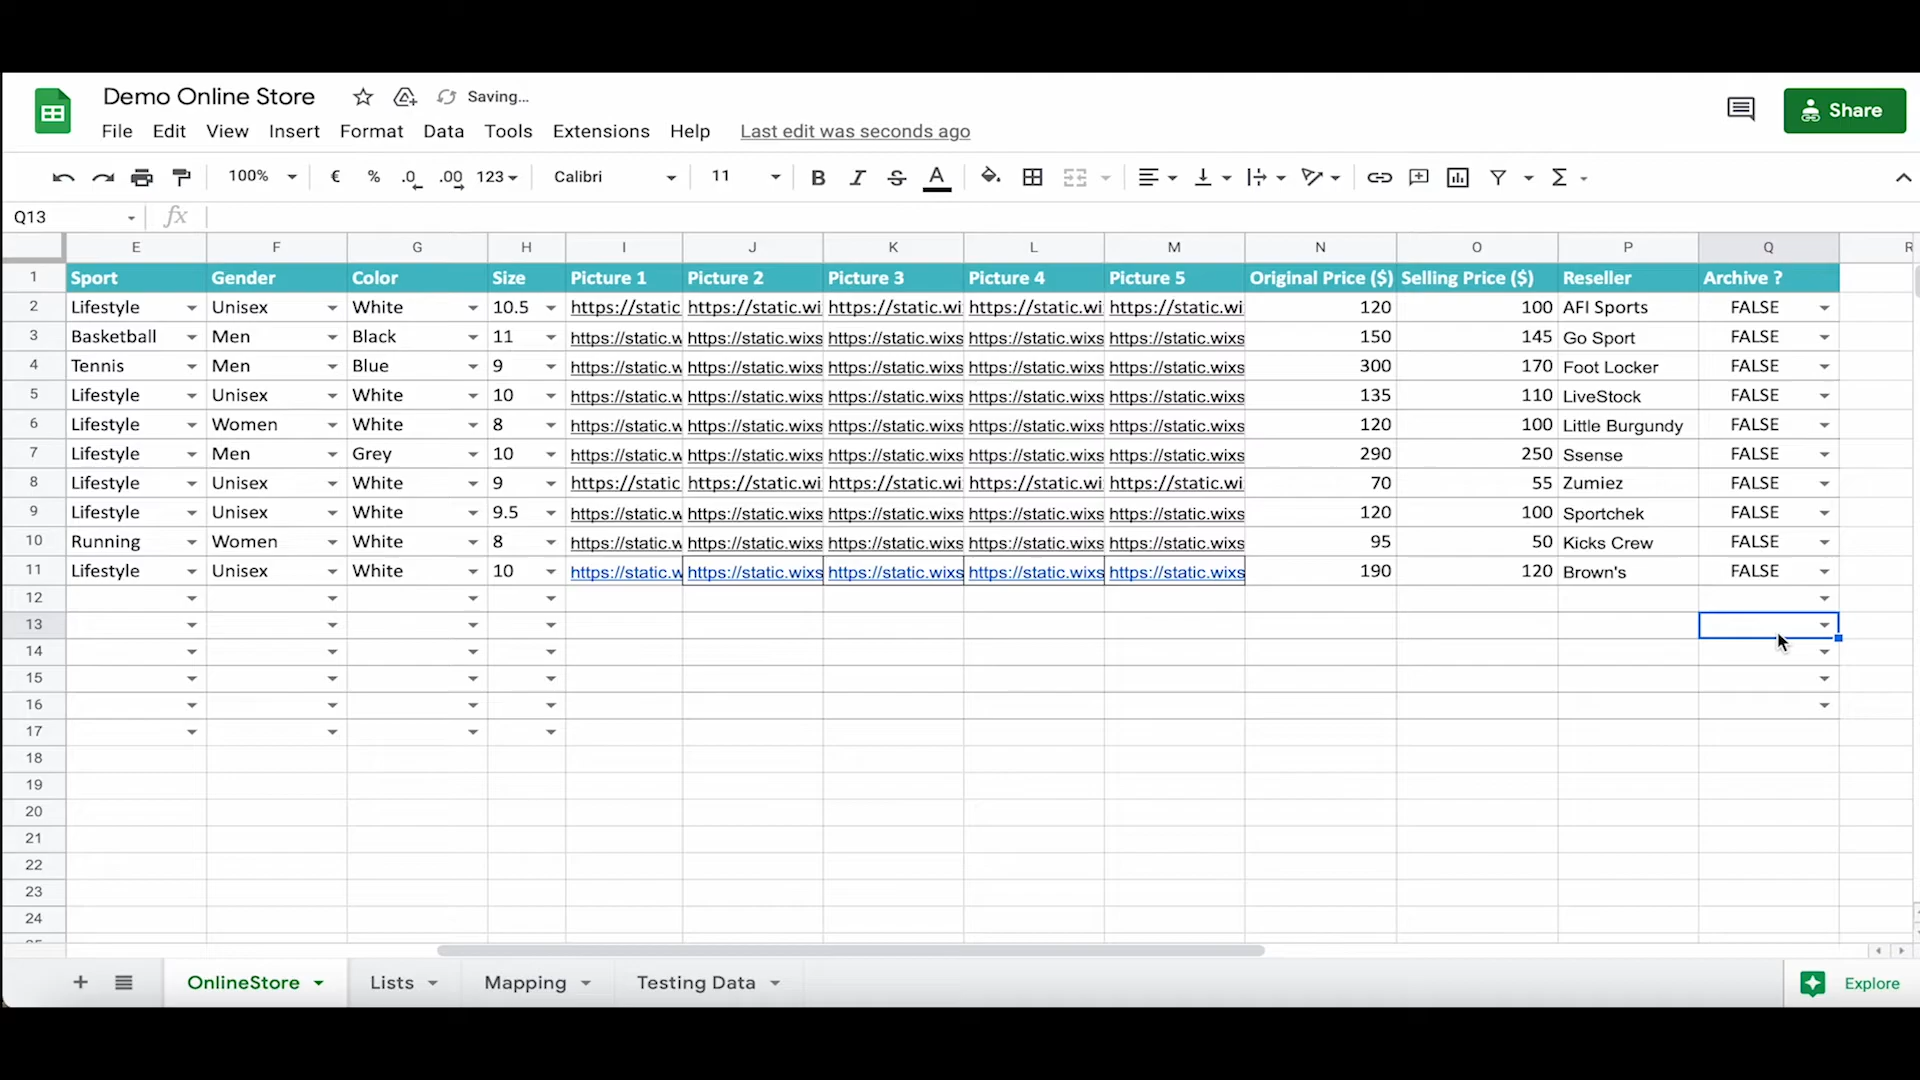 Demo Online Store Saving...
Share
File Edit View Insert Format Data Tools Extensions Help Last edit was seconds ago
100% € % .0 .00 123 Calibri 11 B I S A Σ
Q13 fx
E F G H I J K L M N O P Q R
1 Sport Gender Color Size Picture 1 Picture 2 Picture 3 Picture 4 Picture 5 Original Price ($) Selling Price ($) Reseller Archive ?
2 Lifestyle Unisex White 10.5 https://static https://static.wi https://static.wi https://static.wi https://static.wi 120 100 AFI Sports FALSE
3 Basketball Men Black 11 https://static.w https://static.wixs https://static.wixs https://static.wixs https://static.wixs 150 145 Go Sport FALSE
4 Tennis Men Blue 9 https://static.w https://static.wixs https://static.wixs https://static.wixs https://static.wixs 300 170 Foot Locker FALSE
5 Lifestyle Unisex White 10 https://static.w https://static.wixs https://static.wixs https://static.wixs https://static.wixs 135 110 LiveStock FALSE
6 Lifestyle Women White 8 https://static.w https://static.wixs https://static.wixs https://static.wixs https://static.wixs 120 100 Little Burgundy FALSE
7 Lifestyle Men Grey 10 https://static.w https://static.wixs https://static.wixs https://static.wixs https://static.wixs 290 250 Ssense FALSE
8 Lifestyle Unisex White 9 https://static https://static.wi https://static.wi https://static.wi https://static.wi 70 55 Zumiez FALSE
9 Lifestyle Unisex White 9.5 https://static.w https://static.wixs https://static.wixs https://static.wixs https://static.wixs 120 100 Sportchek FALSE
10 Running Women White 8 https://static.w https://static.wixs https://static.wixs https://static.wixs https://static.wixs 95 50 Kicks Crew FALSE
11 Lifestyle Unisex White 10 https://static.w https://static.wixs https://static.wixs https://static.wixs https://static.wixs 190 120 Brown's FALSE
12
13
14
15
16
17
18
19
20
21
22
23
24
OnlineStore Lists Mapping Testing Data Explore